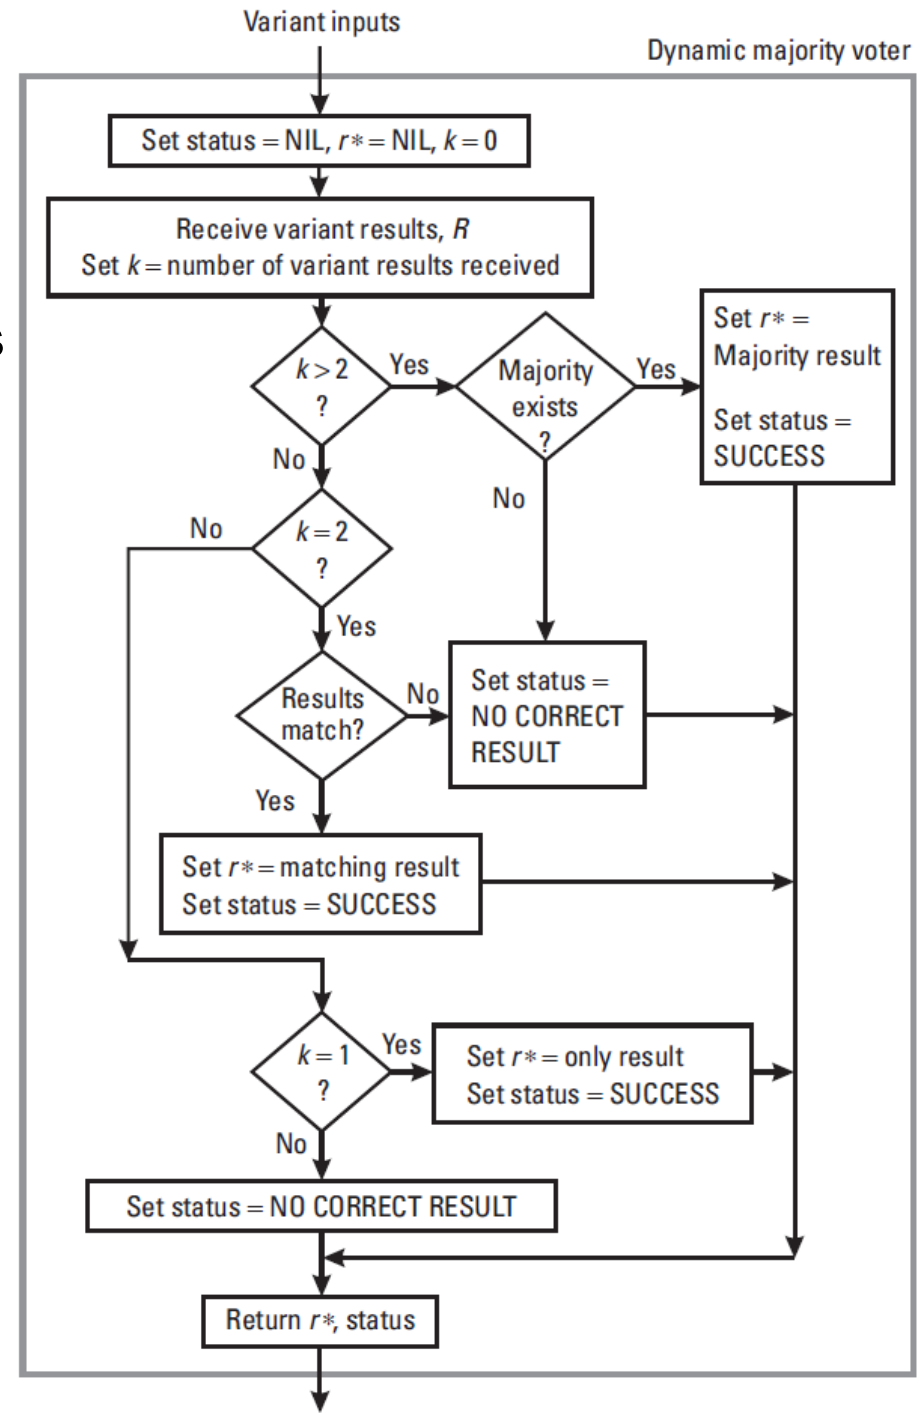 Variant inputs
Dynamic majority voter
Set status = NIL, r* = NIL, k = 0
Receive variant results, R
Set k = number of variant results received
s
k > 2
?
Yes
Majority
exists
?
Yes
Set r* =
Majority result
Set status =
SUCCESS
No
No
k = 2
?
No
Yes
Results
match?
No
Set status =
NO CORRECT
RESULT
Yes
Set r* = matching result
Set status = SUCCESS
k = 1
?
Yes
Set r* = only result
Set status = SUCCESS
No
Set status = NO CORRECT RESULT
Return r*, status